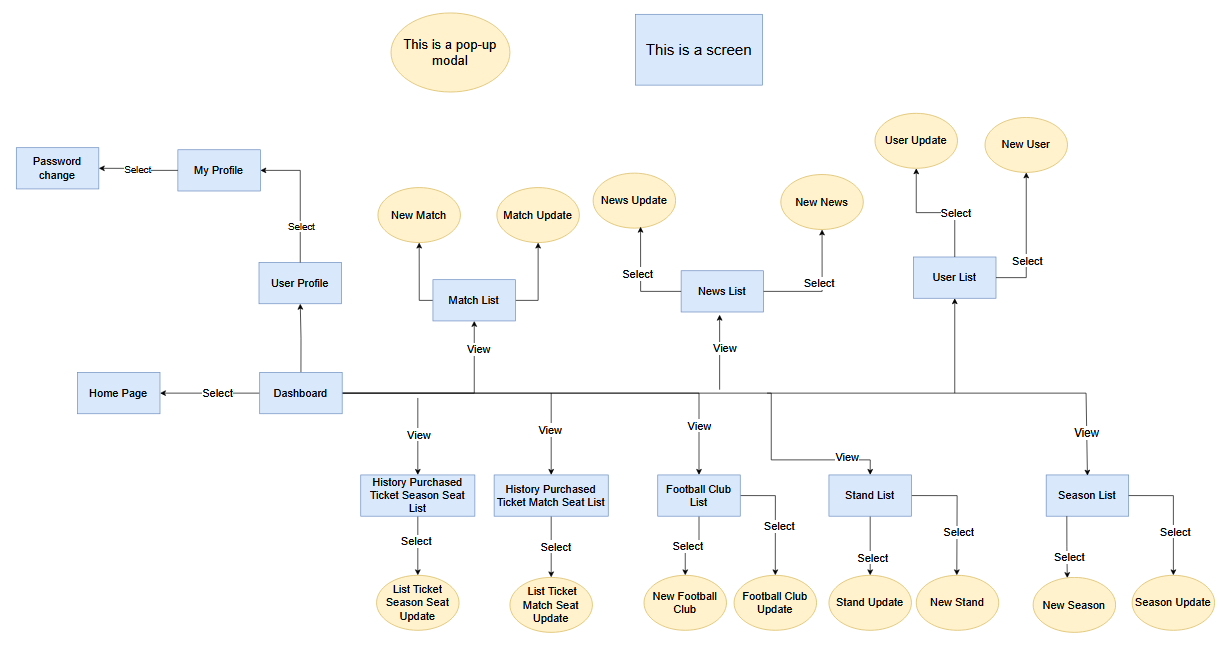 This is a pop-up
modal
This is a screen
User Update
New User
Password
change
Select
My Profile
New Match
Match Update
News Update
New News
Select
Select
Select
User Profile
Select
Select
Select
User List
Match List
News List
View
View
Home Page
Select
Dashboard
View
View
View
View
View
History Purchased
Ticket Season Seat
List
History Purchased
Ticket Match Seat List
Football Club
List
Stand List
Season List
Select
Select
Select
Select
Select
Select
Select
Select
List Ticket
Season Seat
Update
List Ticket
Match Seat
Update
New Football
Club
Football Club
Update
Stand Update
New Stand
New Season
Season Update